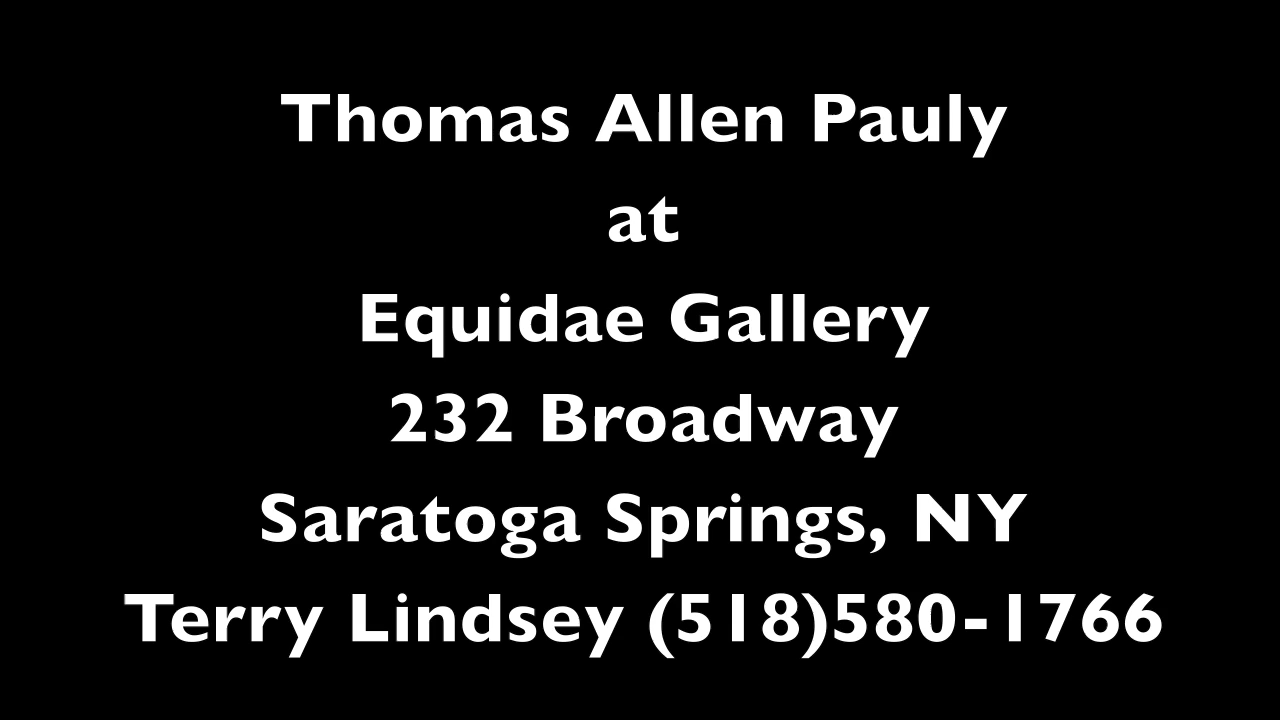 Thomas Allen Pauly
at
Equidae Gallery
232 Broadway
Saratoga Springs, NY
Terry Lindsey (518)580-1766